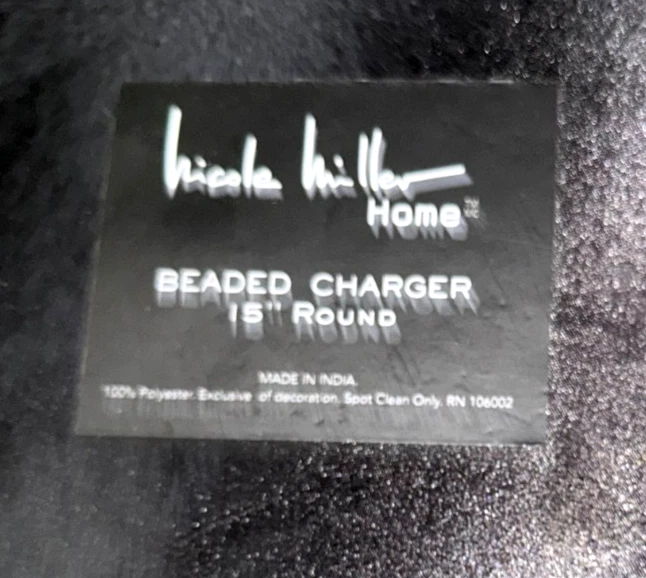 Nicole Miller
Home™
BEADED CHARGER
15" ROUND
MADE IN INDIA.
100% Polyester. Exclusive of decoration. Spot Clean Only. RN 106002